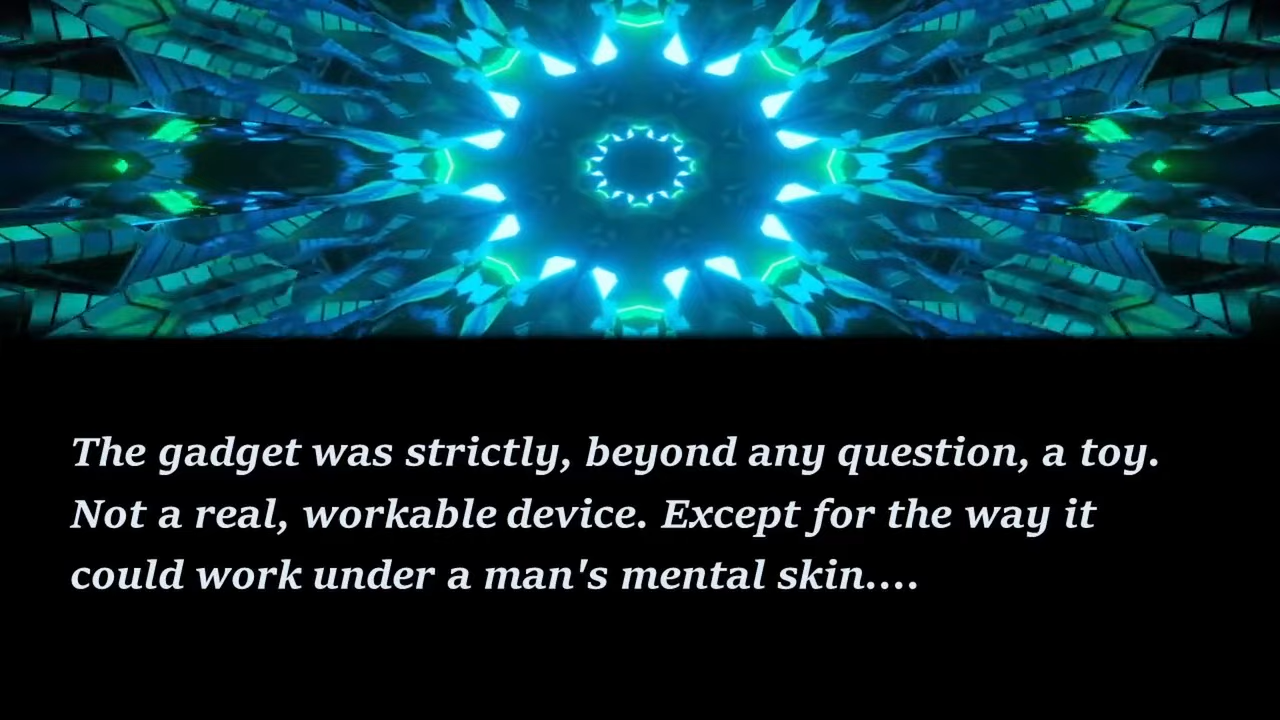 The gadget was strictly, beyond any question, a toy.
Not a real, workable device. Except for the way it
could work under a man's mental skin....